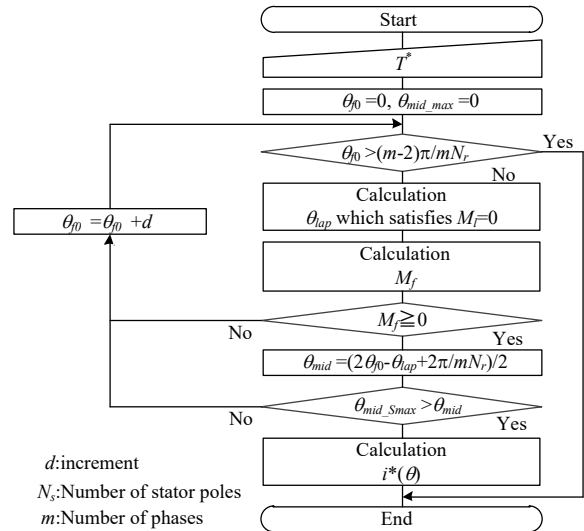 Start
T*
θf0 =0, θmid_max =0
Yes
θf0 >(m-2)π/mNr
No
Calculation
θlap which satisfies Ml=0
θf0 =θf0 +d
Calculation
Mf
Mf≧0
No
Yes
θmid =(2θf0-θlap+2π/mNr)/2
θmid_Smax >θmid
No
Yes
Calculation
i*(θ)
d:increment
Ns:Number of stator poles
m:Number of phases
End